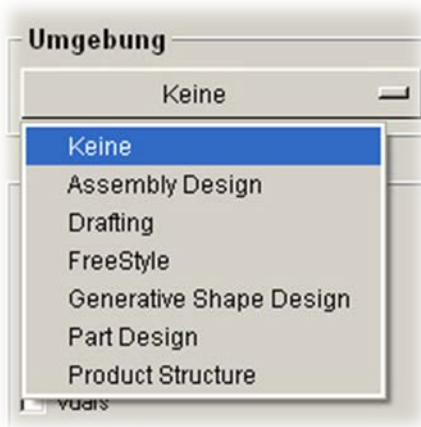 Umgebung
Keine
Keine
Assembly Design
Drafting
FreeStyle
Generative Shape Design
Part Design
Product Structure